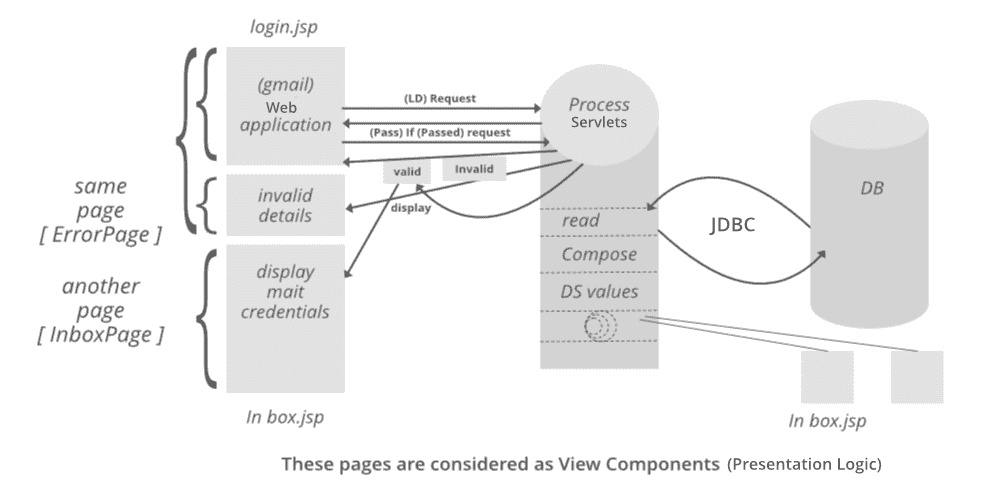 login.jsp
(gmail)
Web
application
(LD) Request
(Pass) If (Passed) request
Process
Servlets
valid
Invalid
display
invalid
details
same
page
[ ErrorPage ]
read
Compose
DS values
JDBC
DB
another
page
[ InboxPage ]
display
mait
credentials
In box.jsp
In box.jsp
These pages are considered as View Components (Presentation Logic)